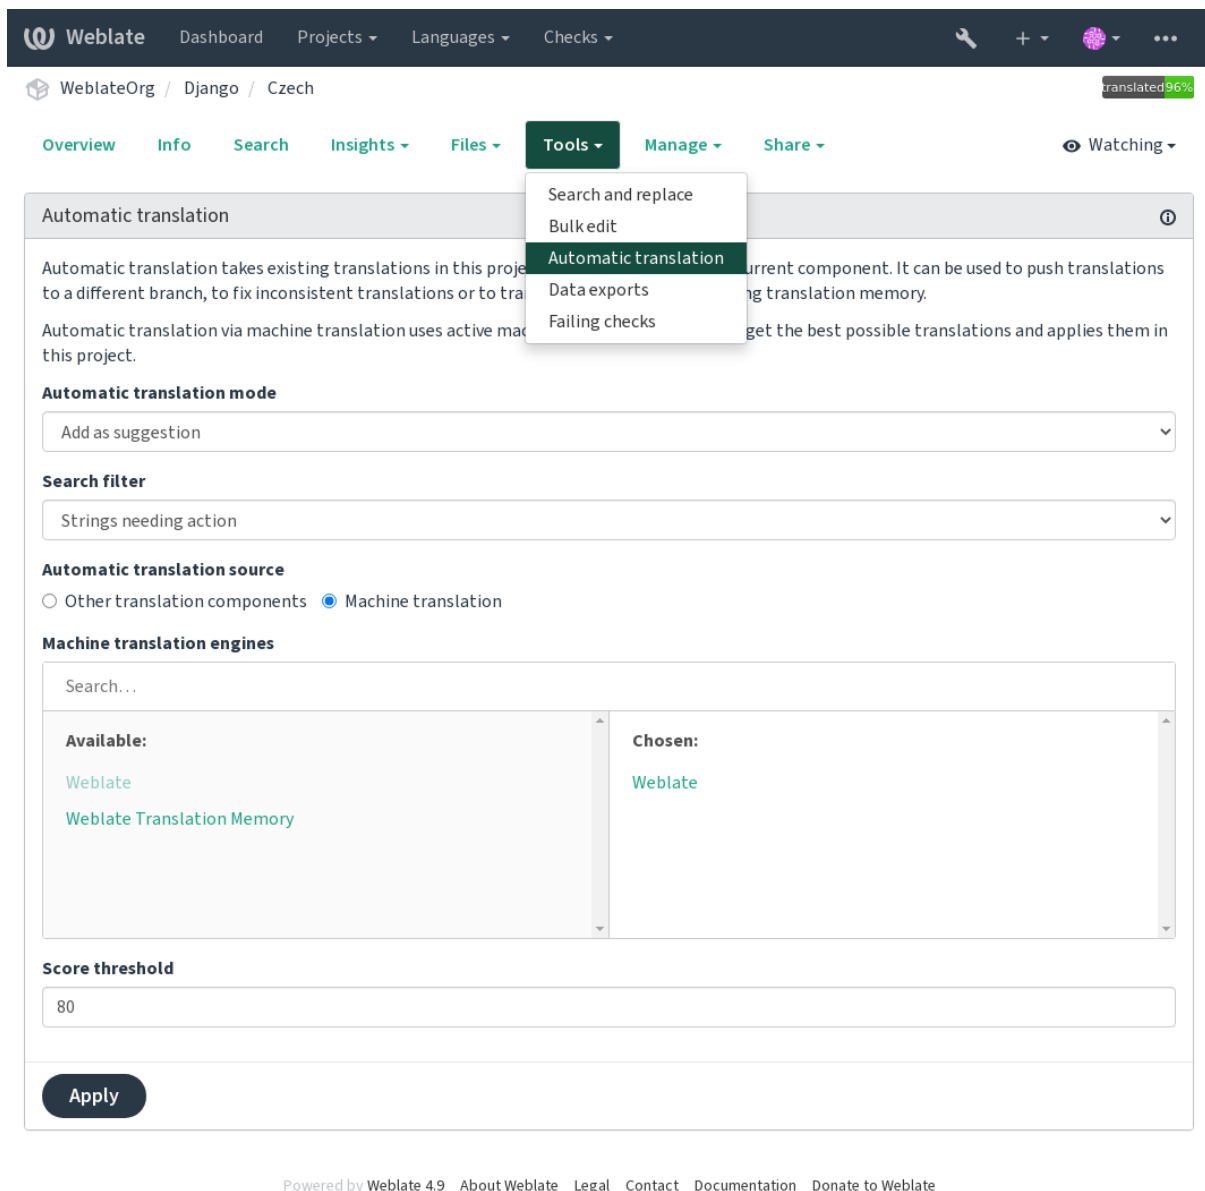 Weblate Dashboard Projects Languages Checks
WeblateOrg / Django / Czech
translated 96%
Overview Info Search Insights Files Tools Manage Share Watching
Search and replace
Bulk edit
Automatic translation
Data exports
Failing checks
Automatic translation
Automatic translation takes existing translations in this proje urrent component. It can be used to push translations
to a different branch, to fix inconsistent translations or to tra ng translation memory.
Automatic translation via machine translation uses active mac get the best possible translations and applies them in
this project.
Automatic translation mode
Add as suggestion
Search filter
Strings needing action
Automatic translation source
Other translation components Machine translation
Machine translation engines
Search...
Available: Chosen:
Weblate Weblate
Weblate Translation Memory
Score threshold
80
Apply
Powered by Weblate 4.9 About Weblate Legal Contact Documentation Donate to Weblate